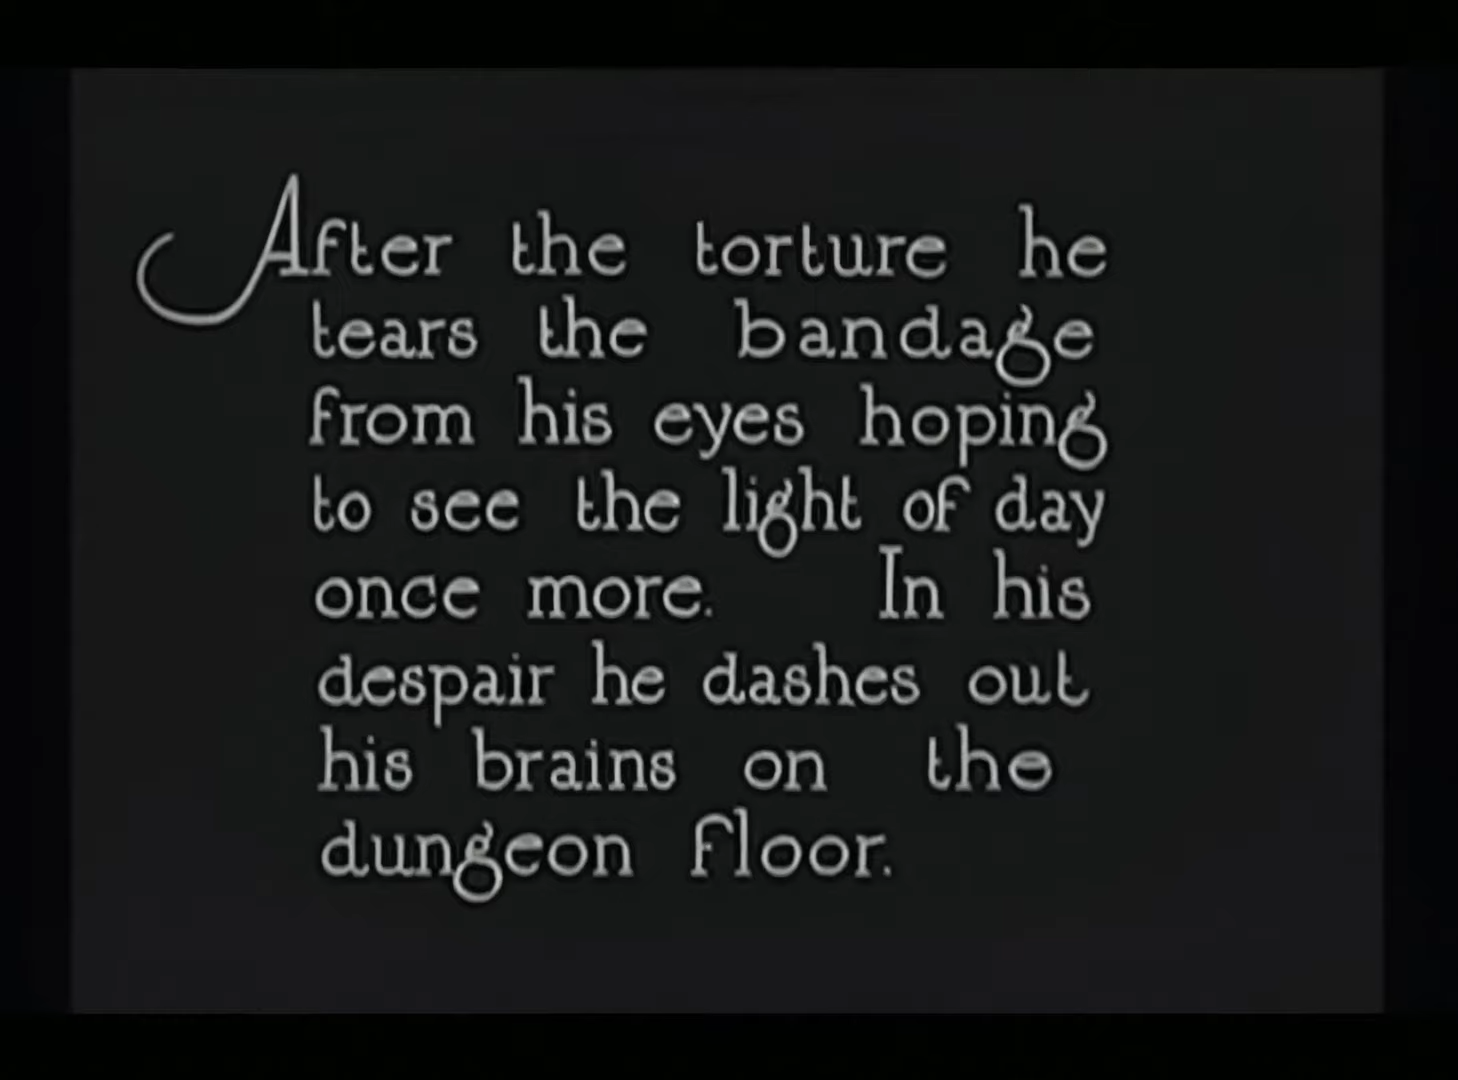 After the torture he
tears the bandage
from his eyes hoping
to see the light of day
once more. In his
despair he dashes out
his brains on the
dungeon floor.